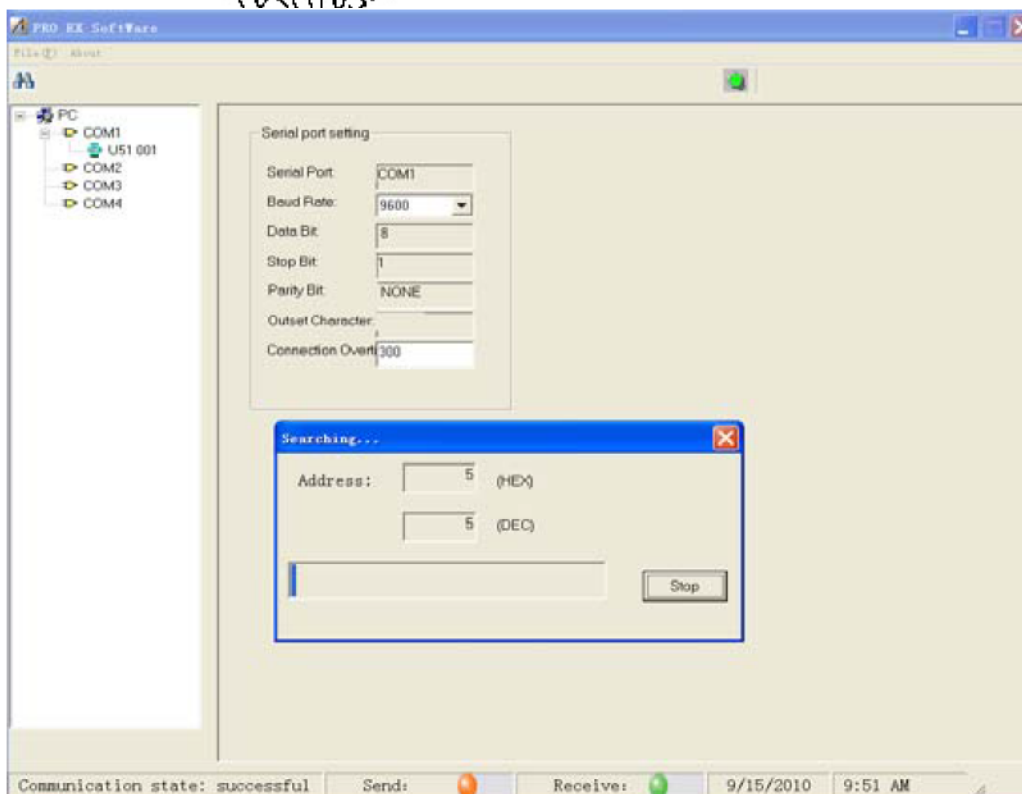 PRO EX SoftWare
File(F) About
PC
COM1
U51 001
COM2
COM3
COM4
Serial port setting
Serial Port: COM1
Baud Rate: 9600
Data Bit: 8
Stop Bit: 1
Parity Bit: NONE
Outset Character:
Connection Overti 300
Searching...
Address: 5 (HEX)
5 (DEC)
Stop
Communication state: successful Send: Receive: 9/15/2010 9:51 AM